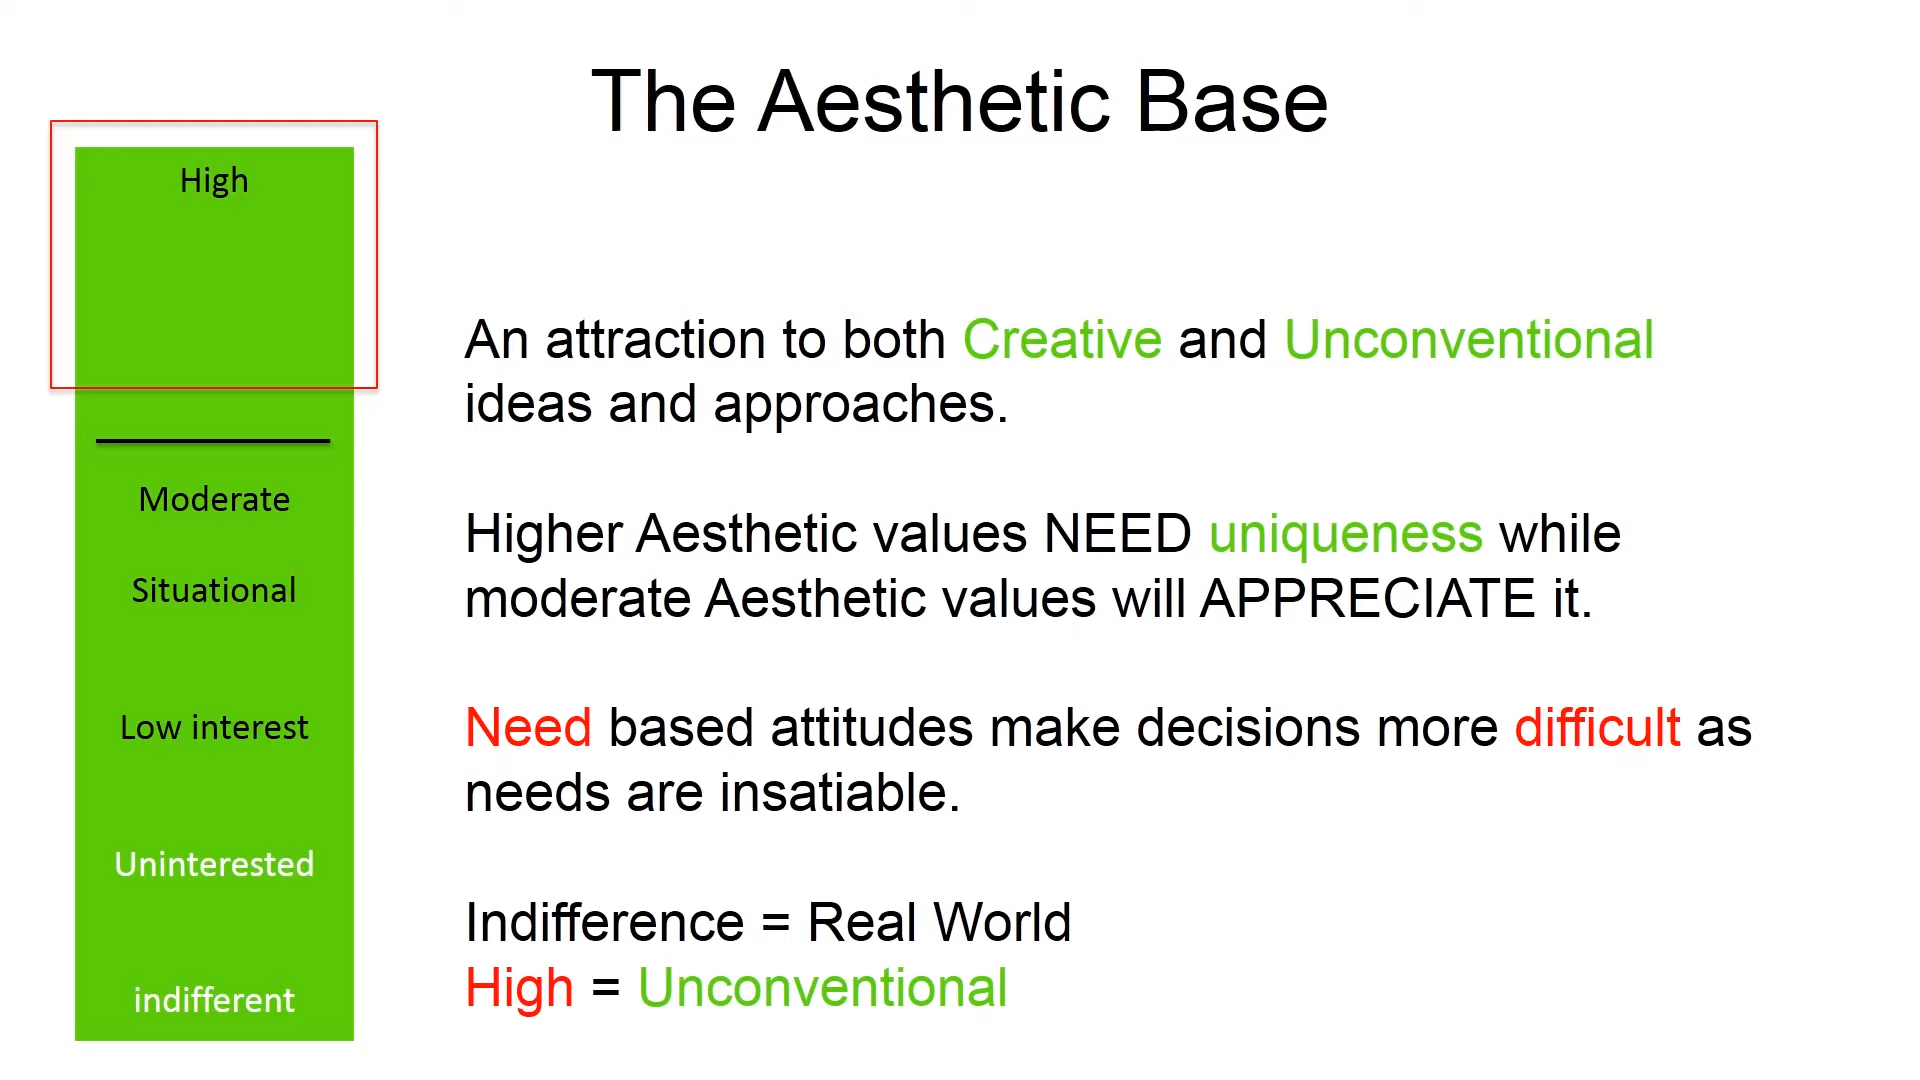 The Aesthetic Base
High
Moderate
Situational
Low interest
Uninterested
indifferent
An attraction to both Creative and Unconventional
ideas and approaches.
Higher Aesthetic values NEED uniqueness while
moderate Aesthetic values will APPRECIATE it.
Need based attitudes make decisions more difficult as
needs are insatiable.
Indifference = Real World
High = Unconventional